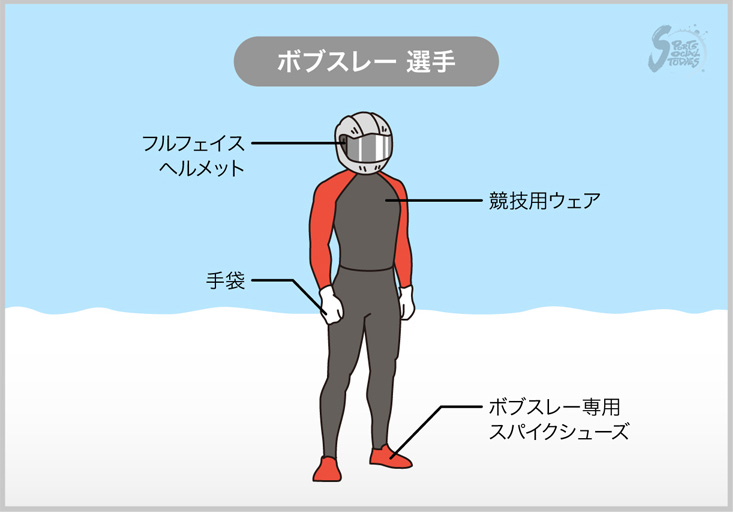 ボブスレー 選手
SPORTS
SOCIAL
STUDIES
フルフェイス
ヘルメット
競技用ウェア
手袋
ボブスレー専用
スパイクシューズ